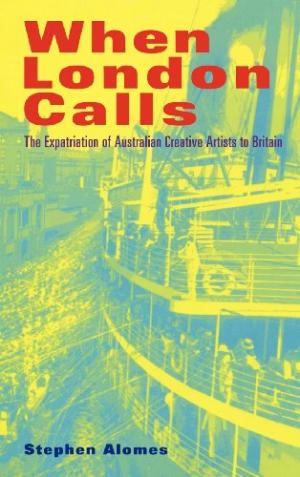 When
London
Calls
The Expatriation of Australian Creative Artists to Britain
Stephen Alomes